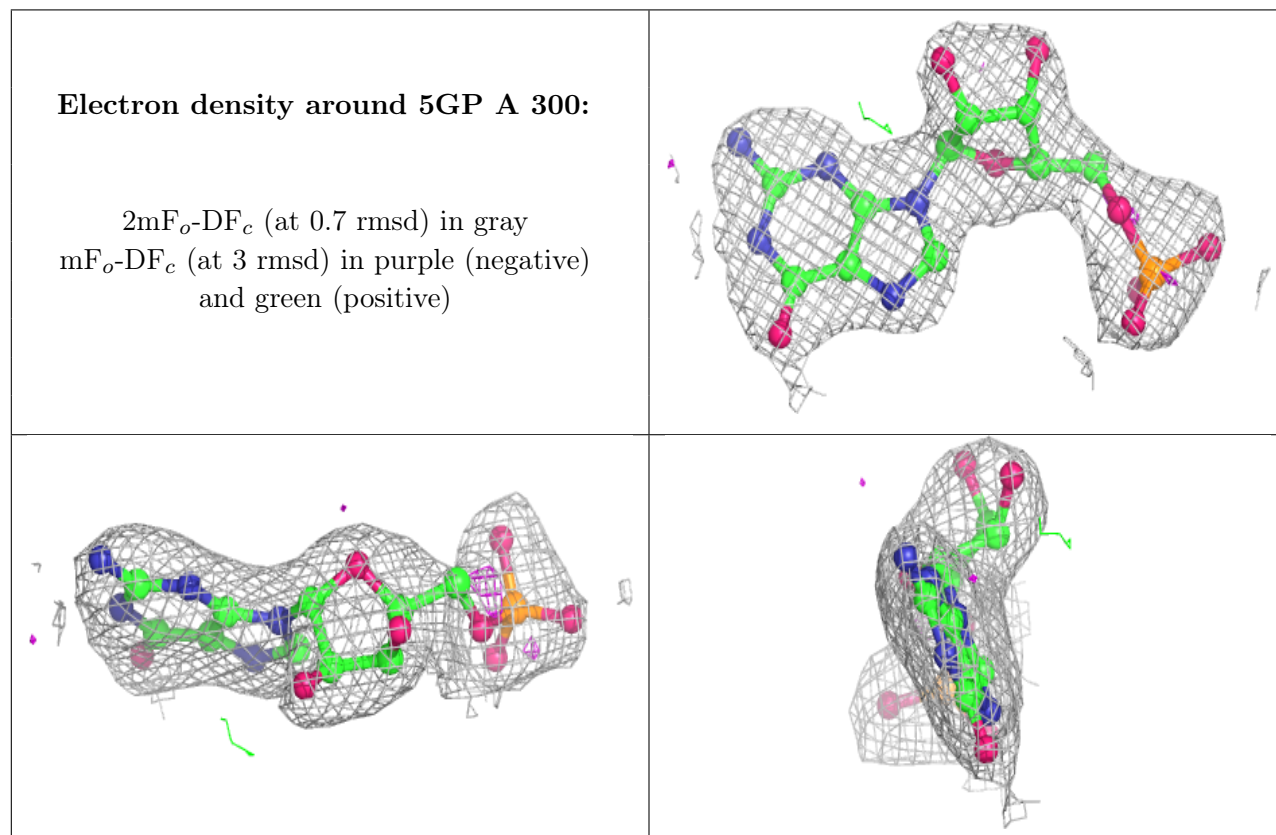 Electron density around 5GP A 300:
2mFo-DFc (at 0.7 rmsd) in gray
mFo-DFc (at 3 rmsd) in purple (negative)
and green (positive)